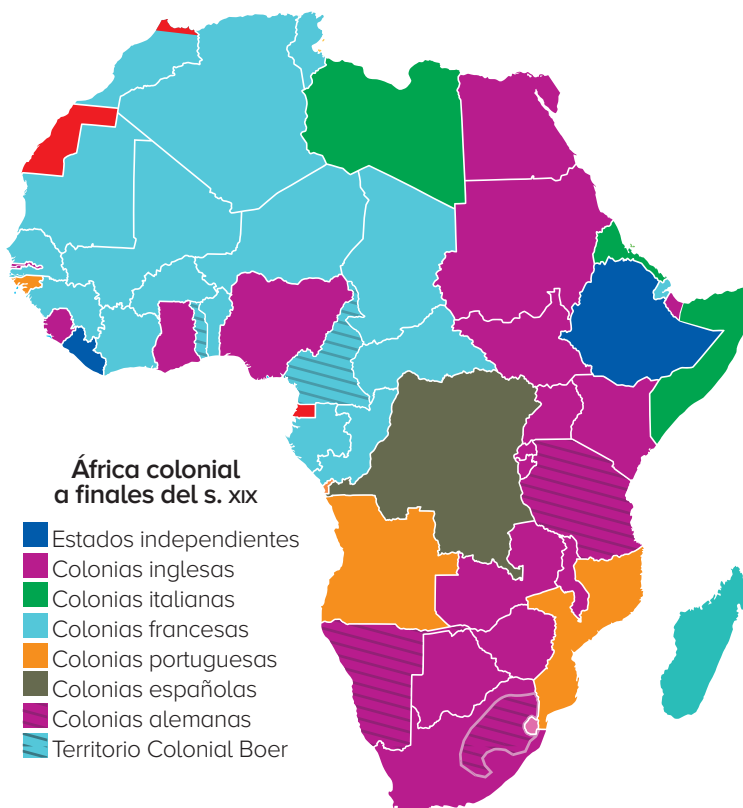 África colonial
a finales del s. XIX
Estados independientes
Colonias inglesas
Colonias italianas
Colonias francesas
Colonias portuguesas
Colonias españolas
Colonias alemanas
Territorio Colonial Boer